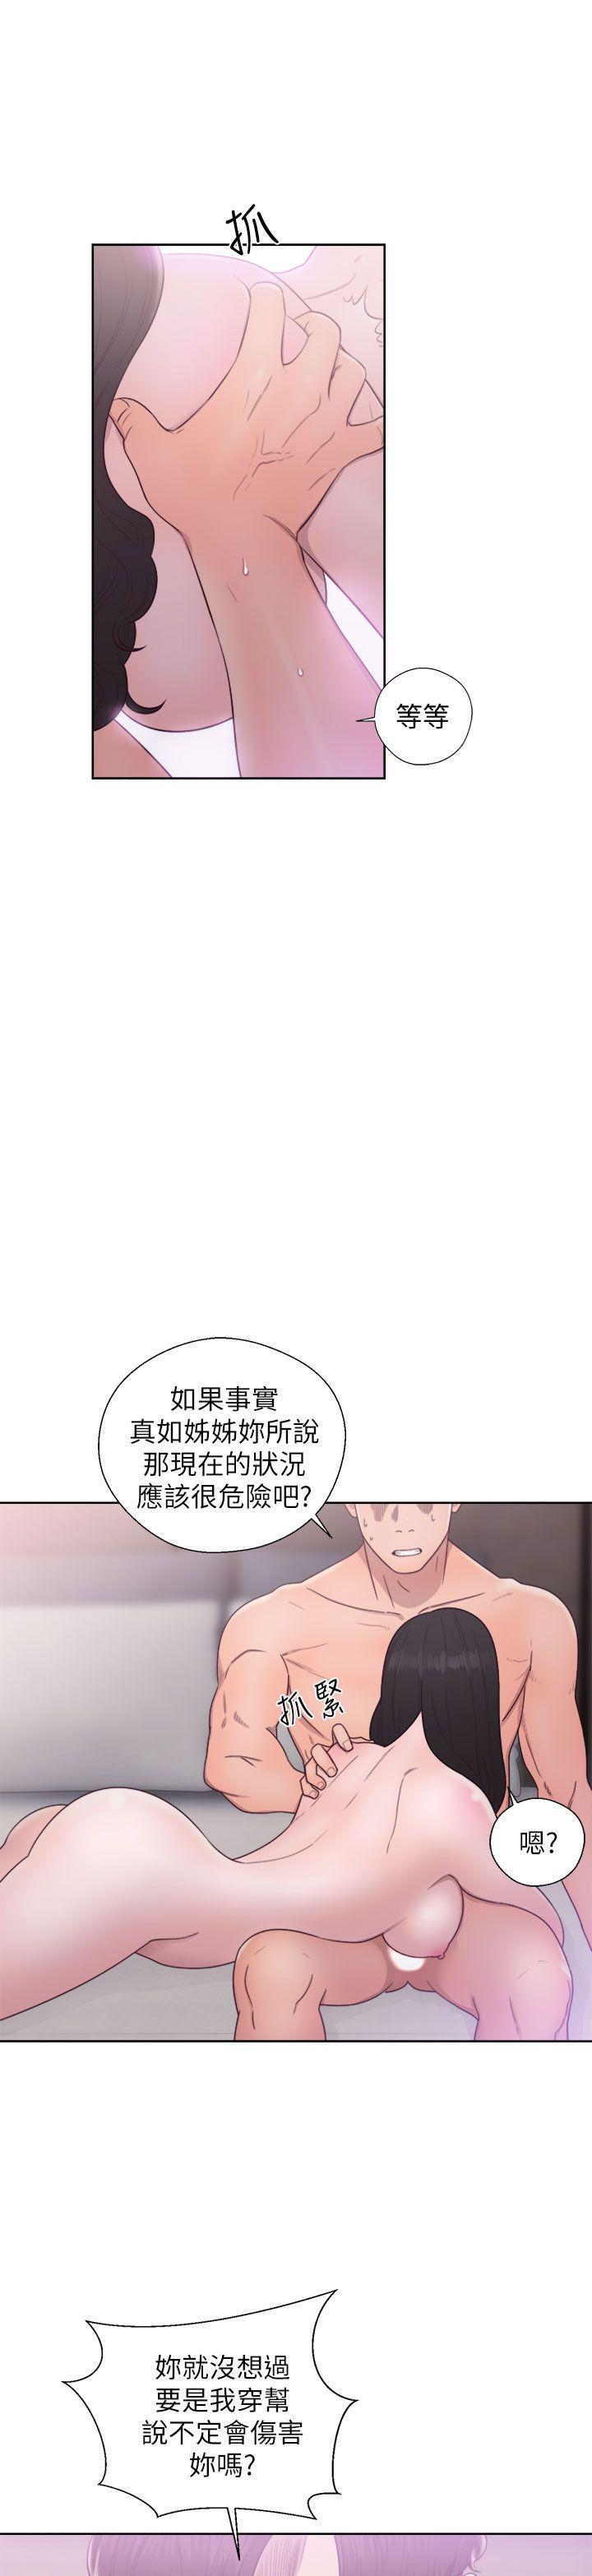 抓
等等
如果事實
真如姊姊妳所說
那現在的狀況
應該很危險吧?
抓緊
嗯?
妳就沒想過
要是我穿幫
說不定會傷害
妳嗎?